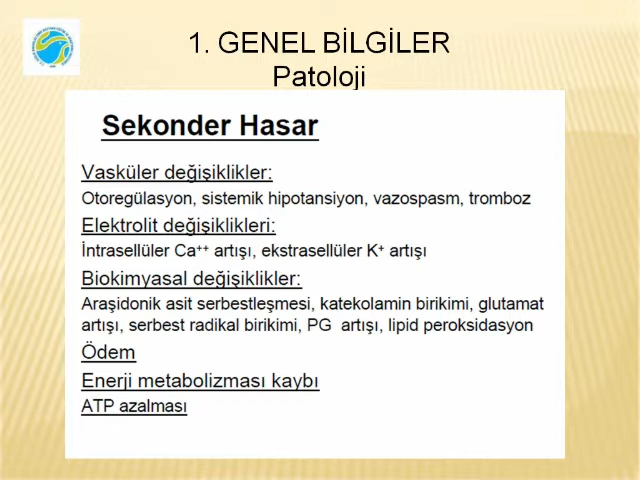 1. GENEL BİLGİLER
Patoloji
Sekonder Hasar
Vasküler değişiklikler:
Otoregülasyon, sistemik hipotansiyon, vazospasm, tromboz
Elektrolit değişiklikleri:
İntrasellüler Ca⁺⁺ artışı, ekstrasellüler K⁺ artışı
Biokimyasal değişiklikler:
Araşidonik asit serbestleşmesi, katekolamin birikimi, glutamat
artışı, serbest radikal birikimi, PG artışı, lipid peroksidasyon
Ödem
Enerji metabolizması kaybı
ATP azalması